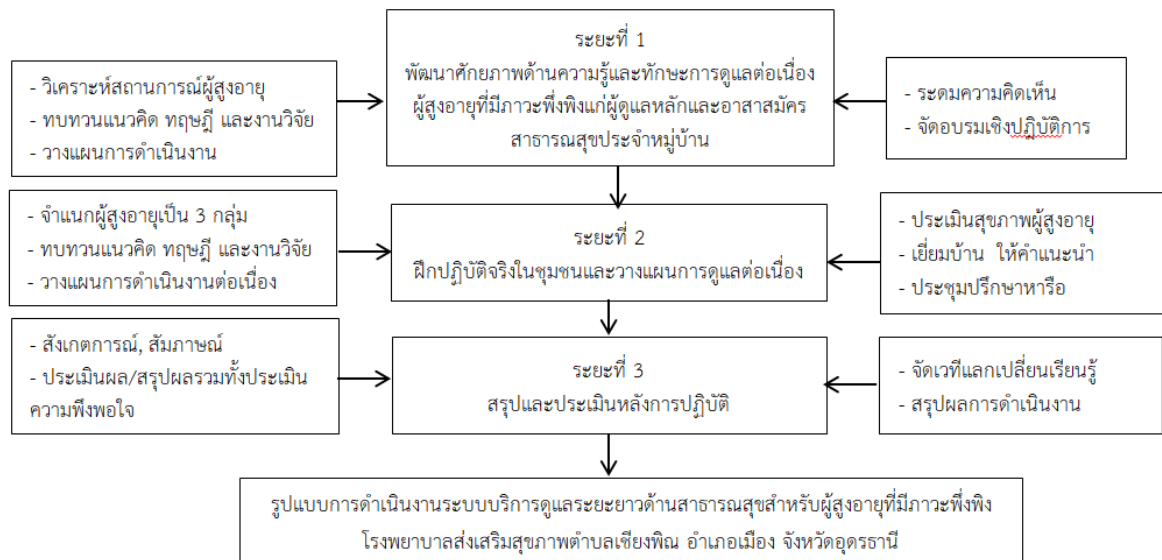 ระยะที่ 1
พัฒนาศักยภาพด้านความรู้และทักษะการดูแลต่อเนื่อง
ผู้สูงอายุที่มีภาวะพึ่งพิงแก่ผู้ดูแลหลักและอาสาสมัคร
สาธารณสุขประจำหมู่บ้าน
- วิเคราะห์สถานการณ์ผู้สูงอายุ
- ทบทวนแนวคิด ทฤษฎี และงานวิจัย
- วางแผนการดำเนินงาน
- ระดมความคิดเห็น
- จัดอบรมเชิงปฏิบัติการ
- จำแนกผู้สูงอายุเป็น 3 กลุ่ม
- ทบทวนแนวคิด ทฤษฎี และงานวิจัย
- วางแผนการดำเนินงานต่อเนื่อง
ระยะที่ 2
ฝึกปฏิบัติจริงในชุมชนและวางแผนการดูแลต่อเนื่อง
- ประเมินสุขภาพผู้สูงอายุ
- เยี่ยมบ้าน ให้คำแนะนำ
- ประชุมปรึกษาหารือ
- สังเกตการณ์, สัมภาษณ์
- ประเมินผล/สรุปผลรวมทั้งประเมิน
ความพึงพอใจ
ระยะที่ 3
สรุปและประเมินหลังการปฏิบัติ
- จัดเวทีแลกเปลี่ยนเรียนรู้
- สรุปผลการดำเนินงาน
รูปแบบการดำเนินงานระบบบริการดูแลระยะยาวด้านสาธารณสุขสำหรับผู้สูงอายุที่มีภาวะพึ่งพิง
โรงพยาบาลส่งเสริมสุขภาพตำบลเชียงพิณ อำเภอเมือง จังหวัดอุดรธานี